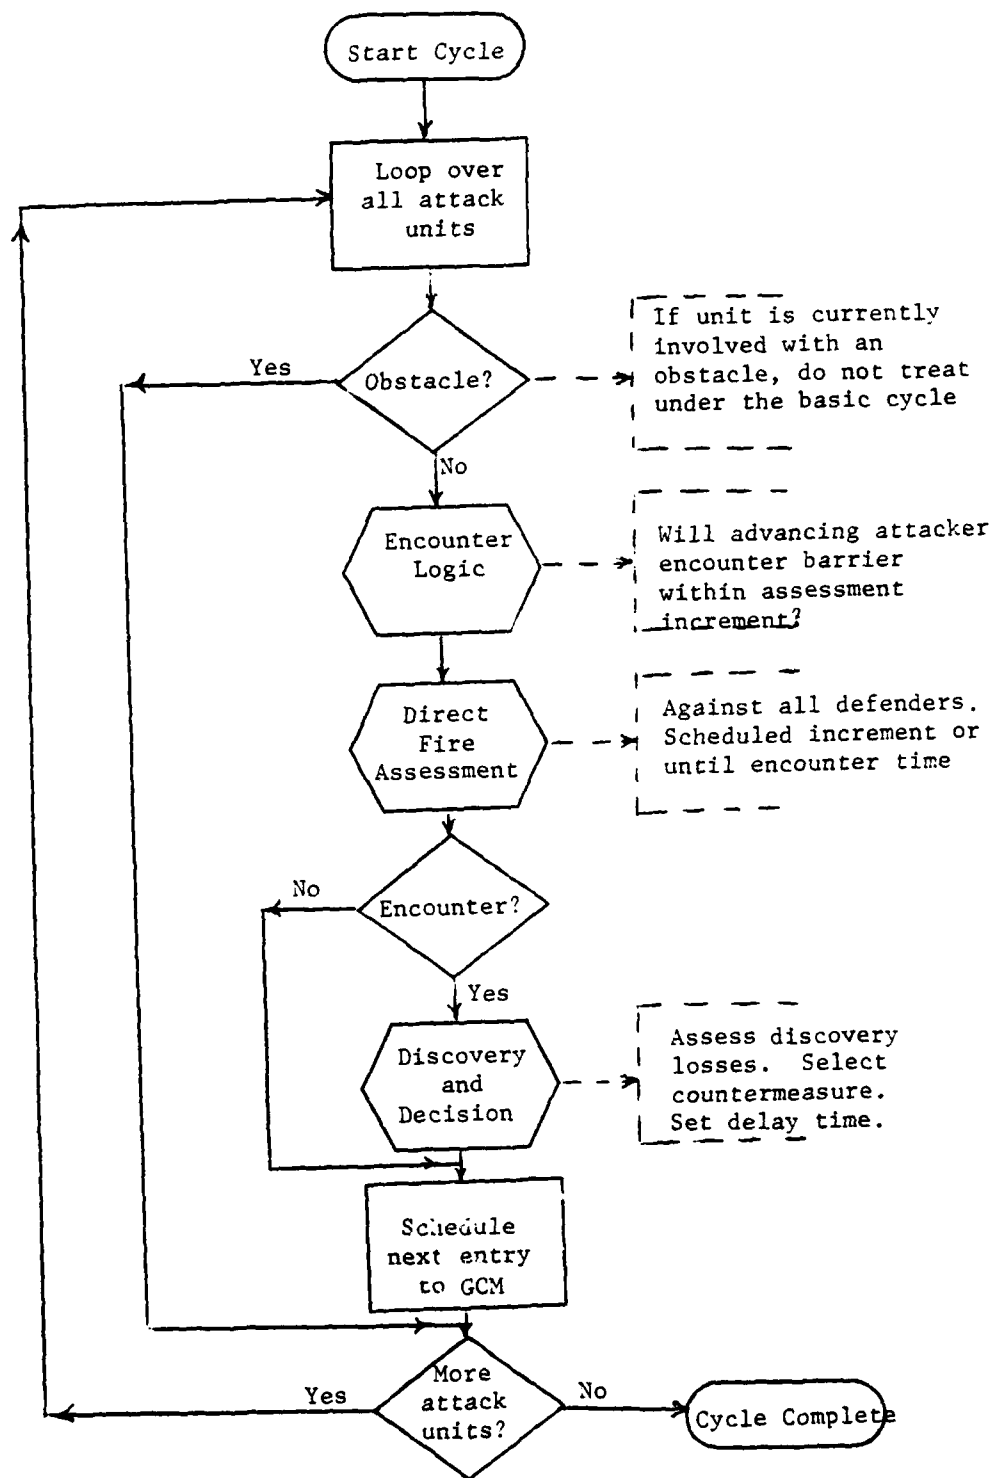 Start Cycle
Loop over
all attack
units
Yes
Obstacle?
If unit is currently
involved with an
obstacle, do not treat
under the basic cycle
No
Encounter
Logic
Will advancing attacker
encounter barrier
within assessment
increment?
Direct
Fire
Assessment
Against all defenders.
Scheduled increment or
until encounter time
No
Encounter?
Yes
Discovery
and
Decision
Assess discovery
losses. Select
countermeasure.
Set delay time.
Schedule
next entry
to GCM
More
attack
units?
Yes
No
Cycle Complete